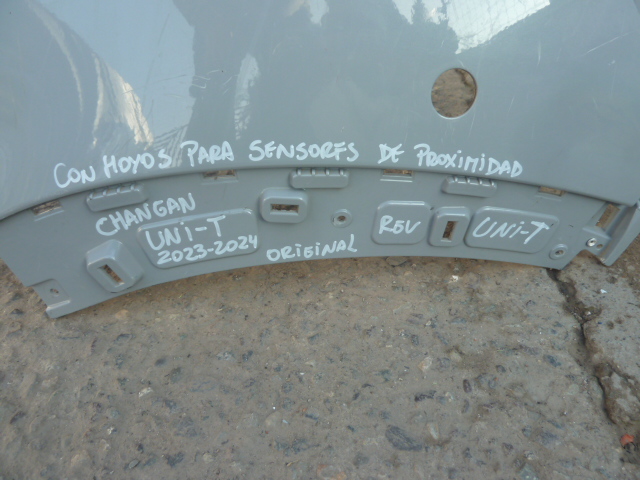 CON HOYOS PARA SENSORES DE PROXIMIDAD
CHANGAN
UNI-T
2023-2024
ORIGINAL
REV
UNI-T